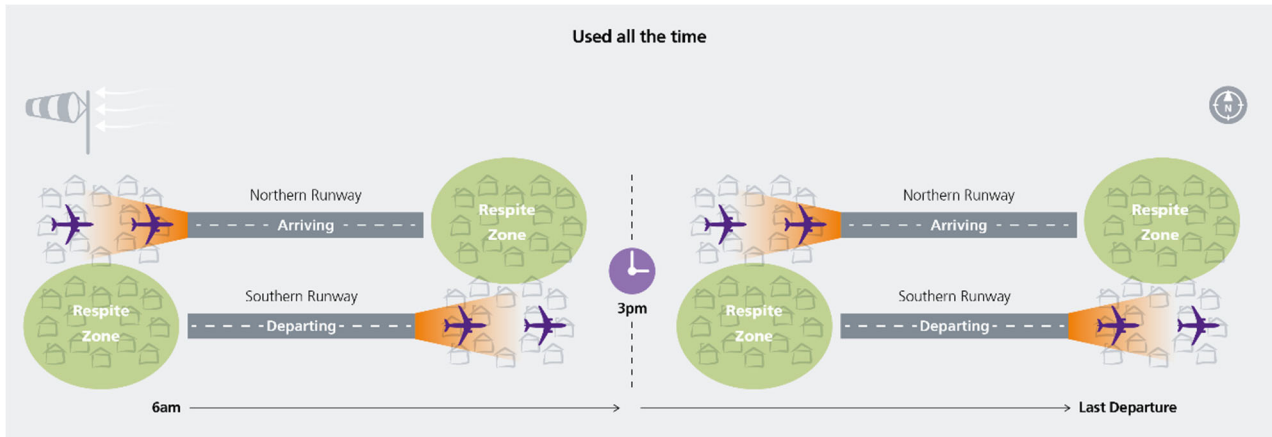 Used all the time
N
Northern Runway
Arriving
Respite
Zone
Southern Runway
Departing
Respite
Zone
3pm
Northern Runway
Arriving
Respite
Zone
Southern Runway
Departing
Respite
Zone
6am
Last Departure